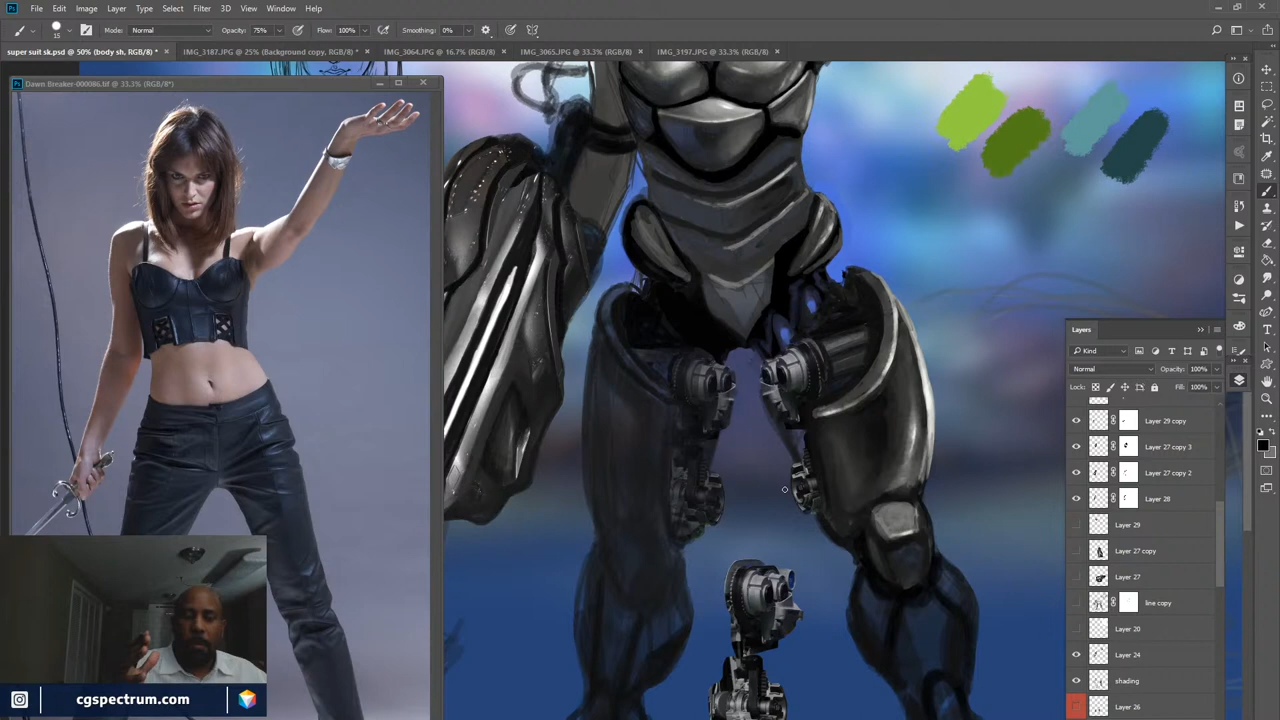 File Edit Image Layer Type Select Filter 3D View Window Help
15 Mode: Normal Opacity: 75% Flow: 100% Smoothing: 0%
super suit sk.psd @ 50% (body sh, RGB/8) * IMG_3187.JPG @ 25% (Background copy, RGB/8) * IMG_3064.JPG @ 16.7% (RGB/8) IMG_3065.JPG @ 33.3% (RGB/8) IMG_3197.JPG @ 33.3% (RGB/8)
Dawn Breaker-000086.tif @ 33.3% (RGB/8*)
Layers
Kind
Normal Opacity: 100%
Lock: Fill: 100%
Layer 29 copy
Layer 27 copy 3
Layer 27 copy 2
Layer 28
Layer 29
Layer 27 copy
Layer 27
line copy
Layer 20
Layer 24
shading
Layer 26
cgspectrum.com